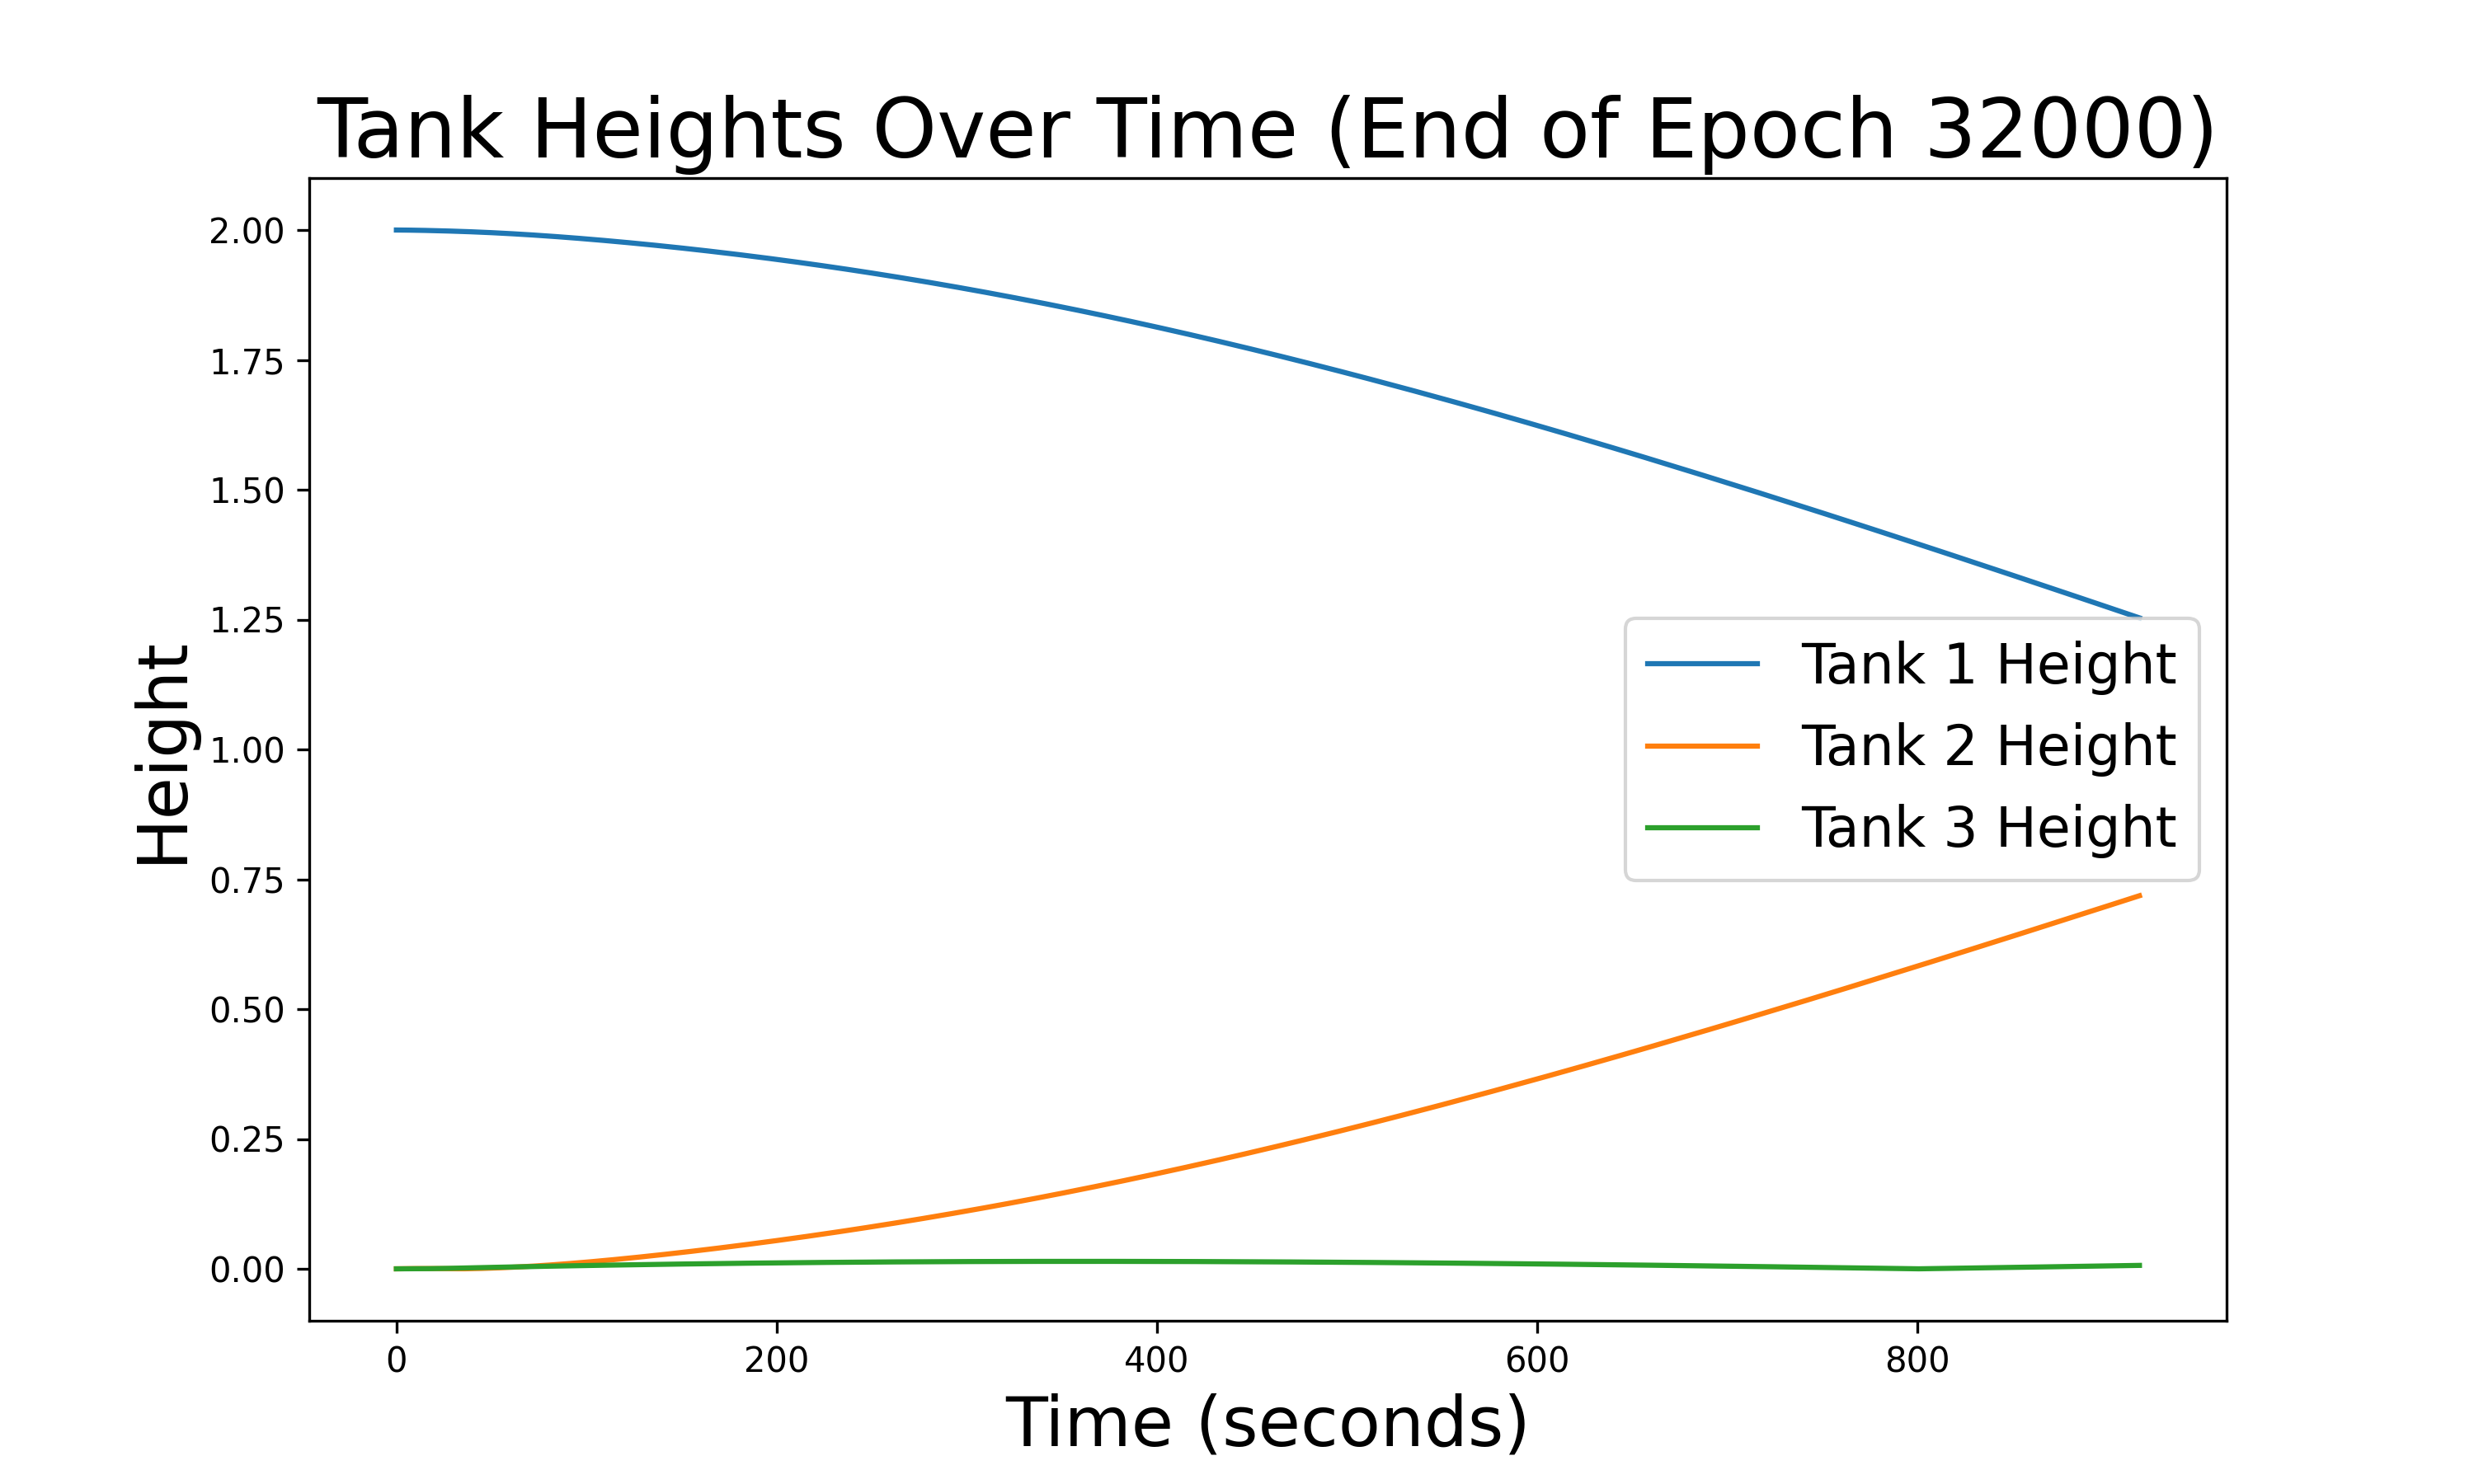 Tank Heights Over Time (End of Epoch 32000)
Height
2.00
1.75
1.50
1.25
1.00
0.75
0.50
0.25
0.00
Tank 1 Height
Tank 2 Height
Tank 3 Height
0 200 400 600 800
Time (seconds)